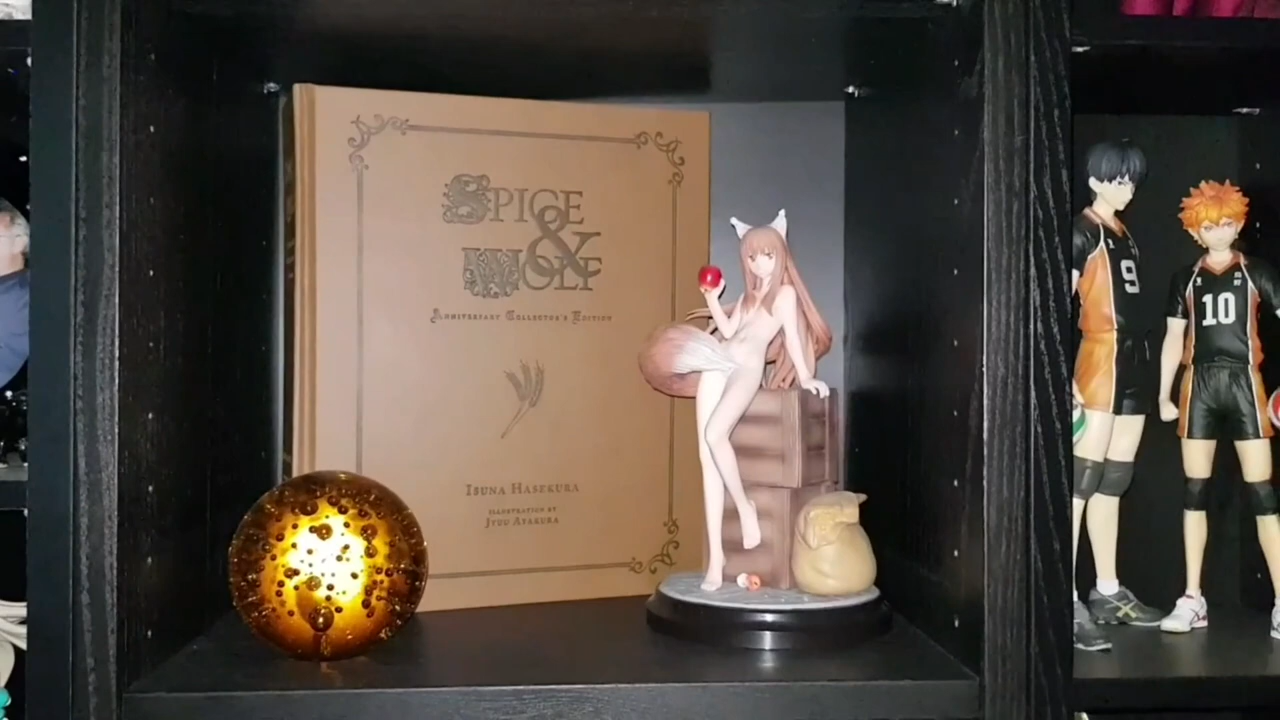 SPICE
&
WOLF
ANNIVERSARY COLLECTOR'S EDITION
ISUNA HASEKURA
ILLUSTRATION BY
JYUU AYAKURA
9
10